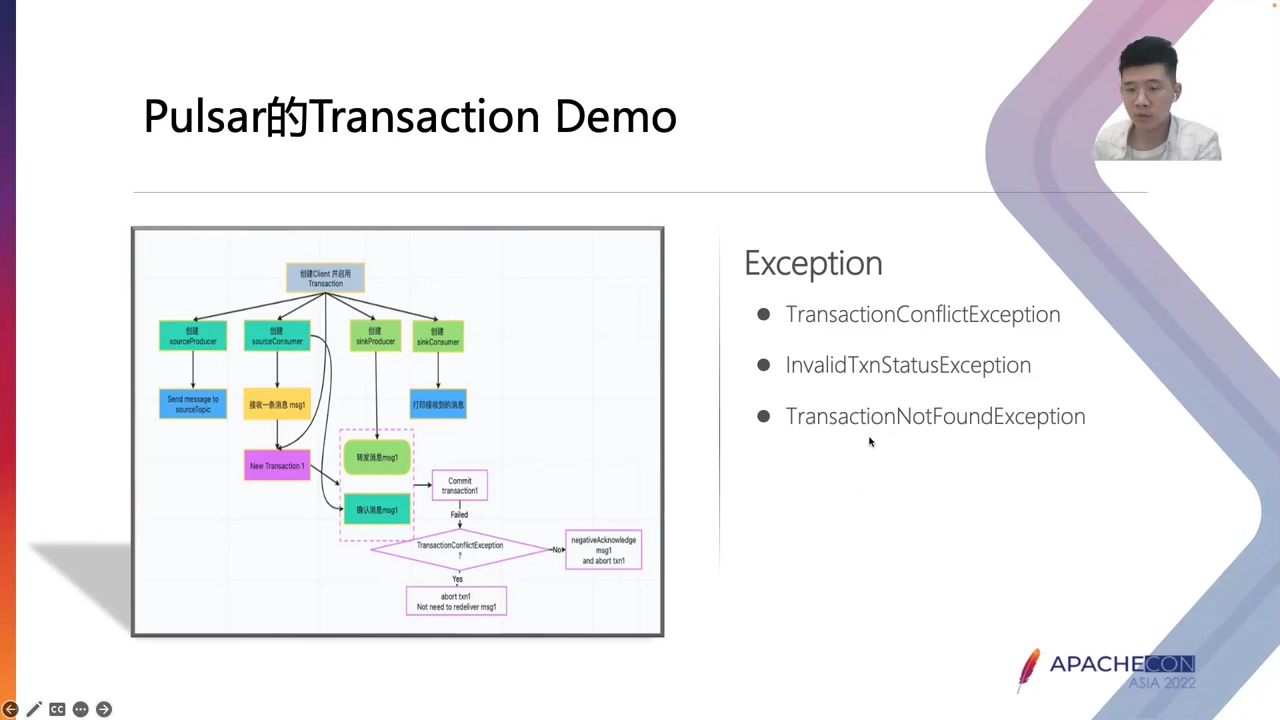 Pulsar的Transaction Demo
创建Client 并启用
Transaction
创建
sourceProducer
创建
sourceConsumer
创建
sinkProducer
创建
sinkConsumer
Send message to
sourceTopic
接收一条消息 msg1
打印接收到的消息
New Transaction 1
转发消息msg1
确认消息msg1
Commit
transaction1
Failed
TransactionConflictException
?
No
negativeAcknowledge
msg1
and abort txn1
Yes
abort txn1
Not need to redeliver msg1
Exception
TransactionConflictException
InvalidTxnStatusException
TransactionNotFoundException
APACHECON
ASIA 2022
CC